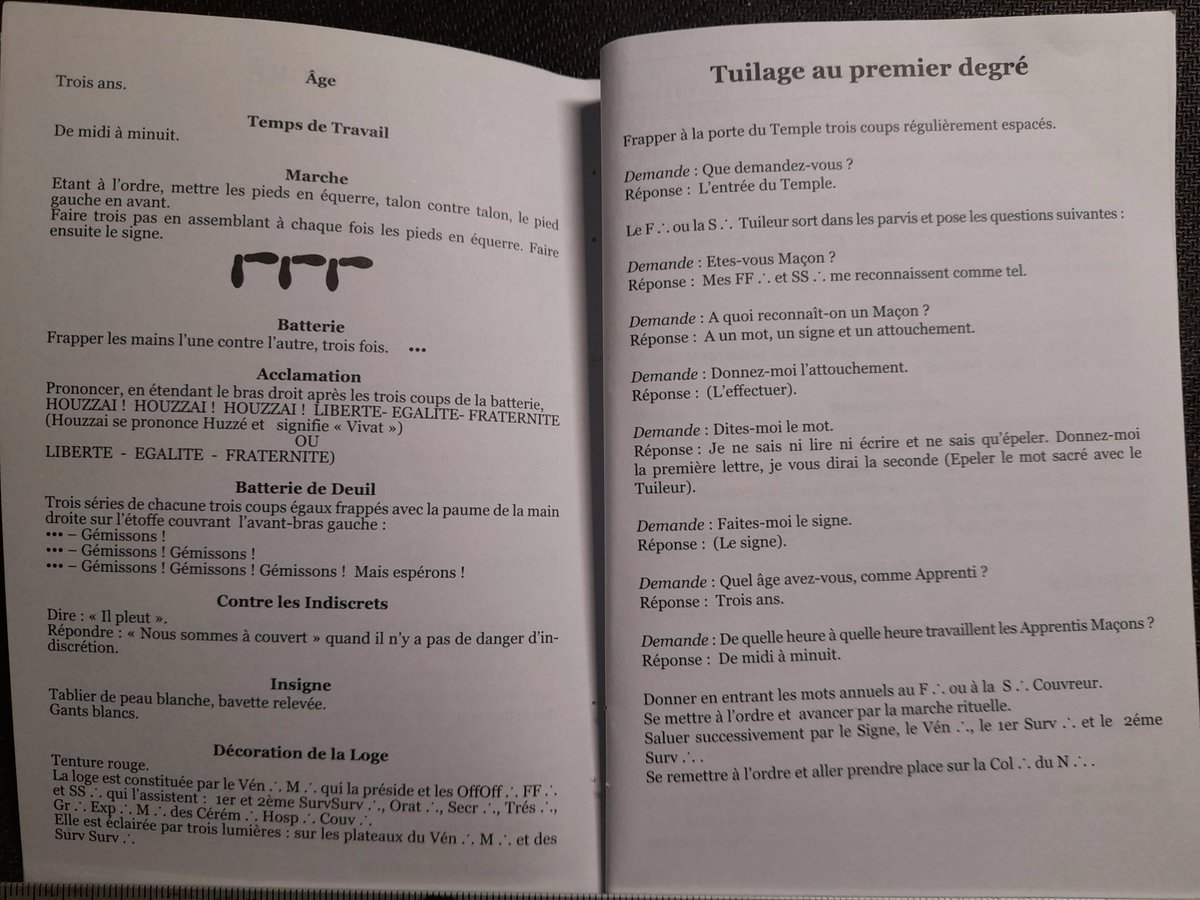 Âge
Trois ans.
Temps de Travail
De midi à minuit.
Marche
Etant à l'ordre, mettre les pieds en équerre, talon contre talon, le pied
gauche en avant.
Faire trois pas en assemblant à chaque fois les pieds en équerre. Faire
ensuite le signe.
Batterie
Frapper les mains l'une contre l'autre, trois fois. •••
Acclamation
Prononcer, en étendant le bras droit après les trois coups de la batterie,
HOUZZAI ! HOUZZAI ! HOUZZAI ! LIBERTE- EGALITE- FRATERNITE
(Houzzai se prononce Huzzé et signifie « Vivat »)
OU
LIBERTE - EGALITE - FRATERNITE)
Batterie de Deuil
Trois séries de chacune trois coups égaux frappés avec la paume de la main
droite sur l'étoffe couvrant l'avant-bras gauche :
••• – Gémissons !
••• – Gémissons ! Gémissons !
••• – Gémissons ! Gémissons ! Gémissons ! Mais espérons !
Contre les Indiscrets
Dire : « Il pleut ».
Répondre : « Nous sommes à couvert » quand il n'y a pas de danger d'in-
discrétion.
Insigne
Tablier de peau blanche, bavette relevée.
Gants blancs.
Décoration de la Loge
Tenture rouge.
La loge est constituée par le Vén ∴ M ∴ qui la préside et les OffOff ∴ FF ∴
et SS ∴ qui l'assistent : 1er et 2ème SurvSurv ∴, Orat ∴, Secr ∴, Trés ∴,
Gr ∴ Exp ∴ M ∴ des Cérém ∴ Hosp ∴ Couv ∴
Elle est éclairée par trois lumières : sur les plateaux du Vén ∴ M ∴ et des
Surv Surv ∴
Tuilage au premier degré
Frapper à la porte du Temple trois coups régulièrement espacés.
Demande : Que demandez-vous ?
Réponse : L'entrée du Temple.
Le F ∴ ou la S ∴ Tuileur sort dans les parvis et pose les questions suivantes :
Demande : Etes-vous Maçon ?
Réponse : Mes FF ∴ et SS ∴ me reconnaissent comme tel.
Demande : A quoi reconnaît-on un Maçon ?
Réponse : A un mot, un signe et un attouchement.
Demande : Donnez-moi l'attouchement.
Réponse : (L'effectuer).
Demande : Dites-moi le mot.
Réponse : Je ne sais ni lire ni écrire et ne sais qu'épeler. Donnez-moi
la première lettre, je vous dirai la seconde (Epeler le mot sacré avec le
Tuileur).
Demande : Faites-moi le signe.
Réponse : (Le signe).
Demande : Quel âge avez-vous, comme Apprenti ?
Réponse : Trois ans.
Demande : De quelle heure à quelle heure travaillent les Apprentis Maçons ?
Réponse : De midi à minuit.
Donner en entrant les mots annuels au F ∴ ou à la S ∴ Couvreur.
Se mettre à l'ordre et avancer par la marche rituelle.
Saluer successivement par le Signe, le Vén ∴, le 1er Surv ∴ et le 2éme
Surv ∴.
Se remettre à l'ordre et aller prendre place sur la Col ∴ du N ∴.